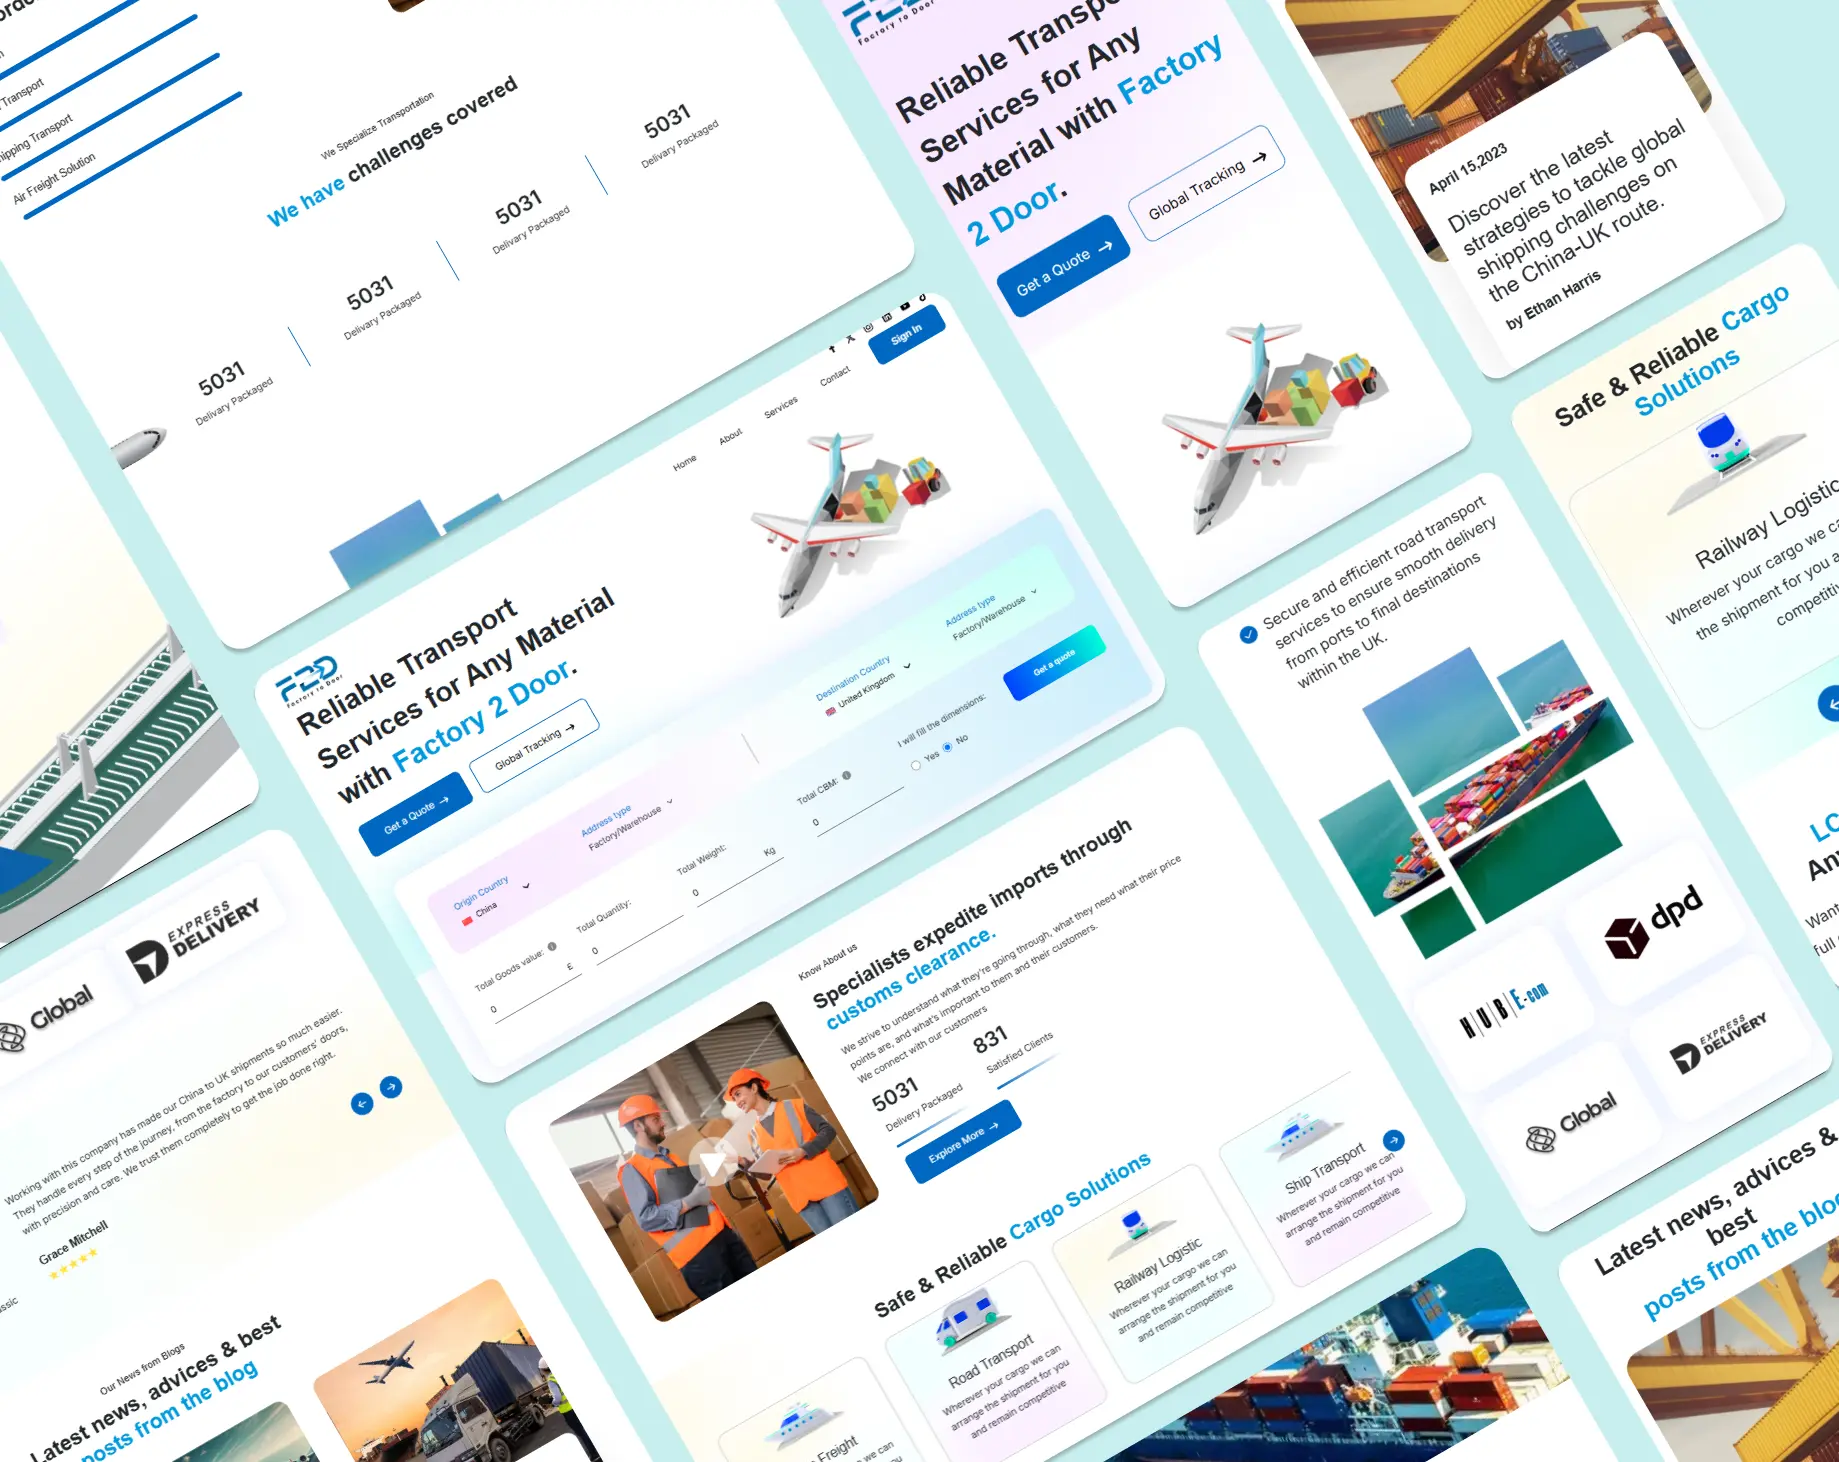 Transport
Shipping Transport
Air Freight Solution
We Specialize Transportation
We have challenges covered
5031
Delivary Packaged
5031
Delivary Packaged
5031
Delivary Packaged
5031
Delivary Packaged
Factory to Door
Reliable Transport
Services for Any
Material with Factory
2 Door.
Get a Quote →
Global Tracking →
April 15,2023
Discover the latest
strategies to tackle global
shipping challenges on
the China-UK route.
by Ethan Harris
Safe & Reliable Cargo
Solutions
Railway Logistic
Wherever your cargo we can
the shipment for you
Home
About
Services
Contact
Sign In
F2D
Factory to Door
Reliable Transport
Services for Any Material
with Factory 2 Door.
Get a Quote →
Global Tracking →
Origin Country
China
Address type
Factory/Warehouse
Destination Country
United Kingdom
Address type
Factory/Warehouse
Total Goods value:
0 £
Total Quantity:
0
Total Weight:
0 Kg
Total CBM:
0
I will fill the dimensions:
Yes No
Get a quote
Secure and efficient road transport
services to ensure smooth delivery
from ports to final destinations
within the UK.
dpd
HUB E-com
EXPRESS
DELIVERY
Global
LC
Want
full
EXPRESS
DELIVERY
Global
Working with this company has made our China to UK shipments so much easier.
They handle every step of the journey, from the factory to our customers' doors,
with precision and care. We trust them completely to get the job done right.
Grace Mitchell
Our News from Blogs
Latest news, advices & best
posts from the blog
Know About us
Specialists expedite imports through
customs clearance.
We strive to understand what they're going through, what they need what their price
points are, and what's important to them and their customers.
We connect with our customers
5031
Delivery Packaged
831
Satisfied Clients
Explore More →
Safe & Reliable Cargo Solutions
Freight
we can
for you
Road Transport
Wherever your cargo we can
arrange the shipment for you
and remain competitive
Railway Logistic
Wherever your cargo we can
arrange the shipment for you
and remain competitive
Ship Transport
Wherever your cargo we can
arrange the shipment for you
and remain competitive
Latest news, advices &
best
posts from the blog